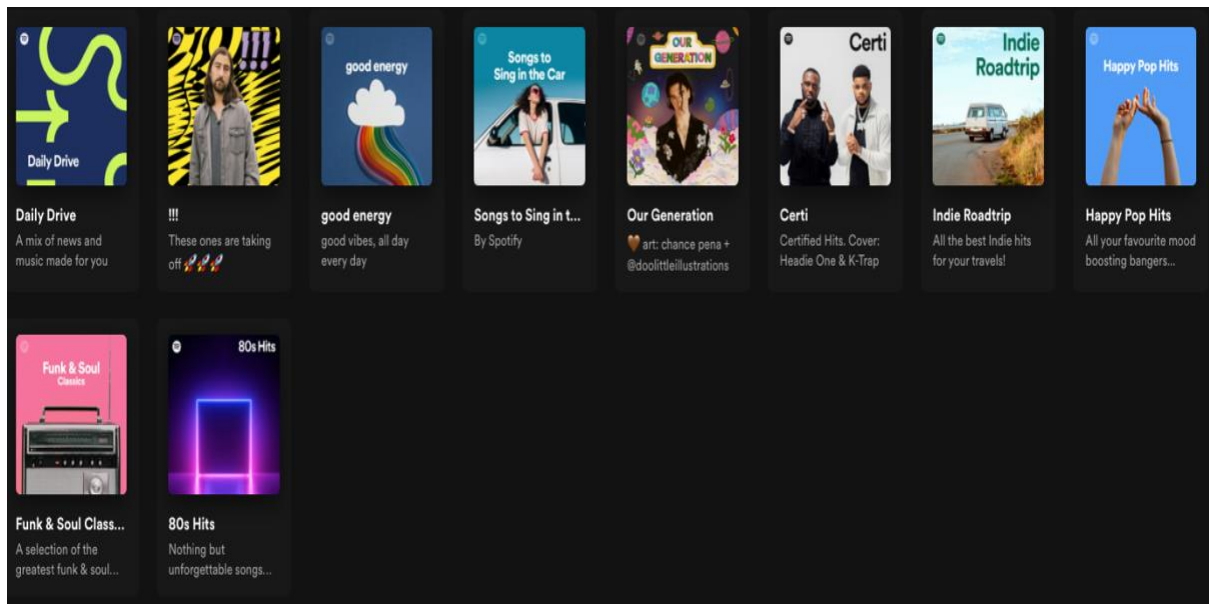 Daily Drive
!!!
good energy
Songs to
Sing in the Car
OUR
GENERATION
Certi
Indie
Roadtrip
Happy Pop Hits
Daily Drive
!!!
good energy
Songs to Sing in t...
Our Generation
Certi
Indie Roadtrip
Happy Pop Hits
A mix of news and
music made for you
These ones are taking
off 🚀🚀🚀
good vibes, all day
every day
By Spotify
🤎 art: chance pena +
@doolittleillustrations
Certified Hits. Cover:
Headie One & K-Trap
All the best Indie hits
for your travels!
All your favourite mood
boosting bangers...
Funk & Soul
Classics
80s Hits
Funk & Soul Class...
80s Hits
A selection of the
greatest funk & soul...
Nothing but
unforgettable songs...